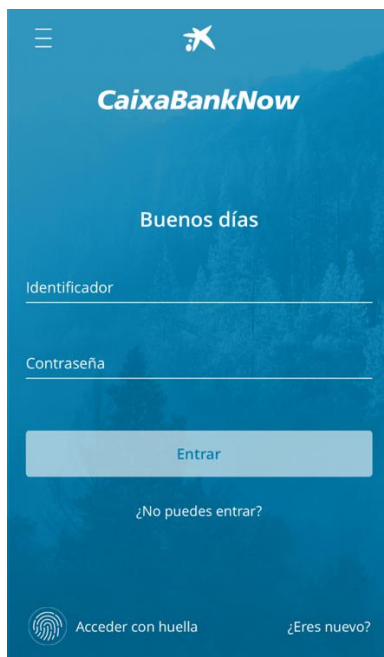 CaixaBankNow
Buenos días
Identificador
Contraseña
Entrar
¿No puedes entrar?
Acceder con huella
¿Eres nuevo?